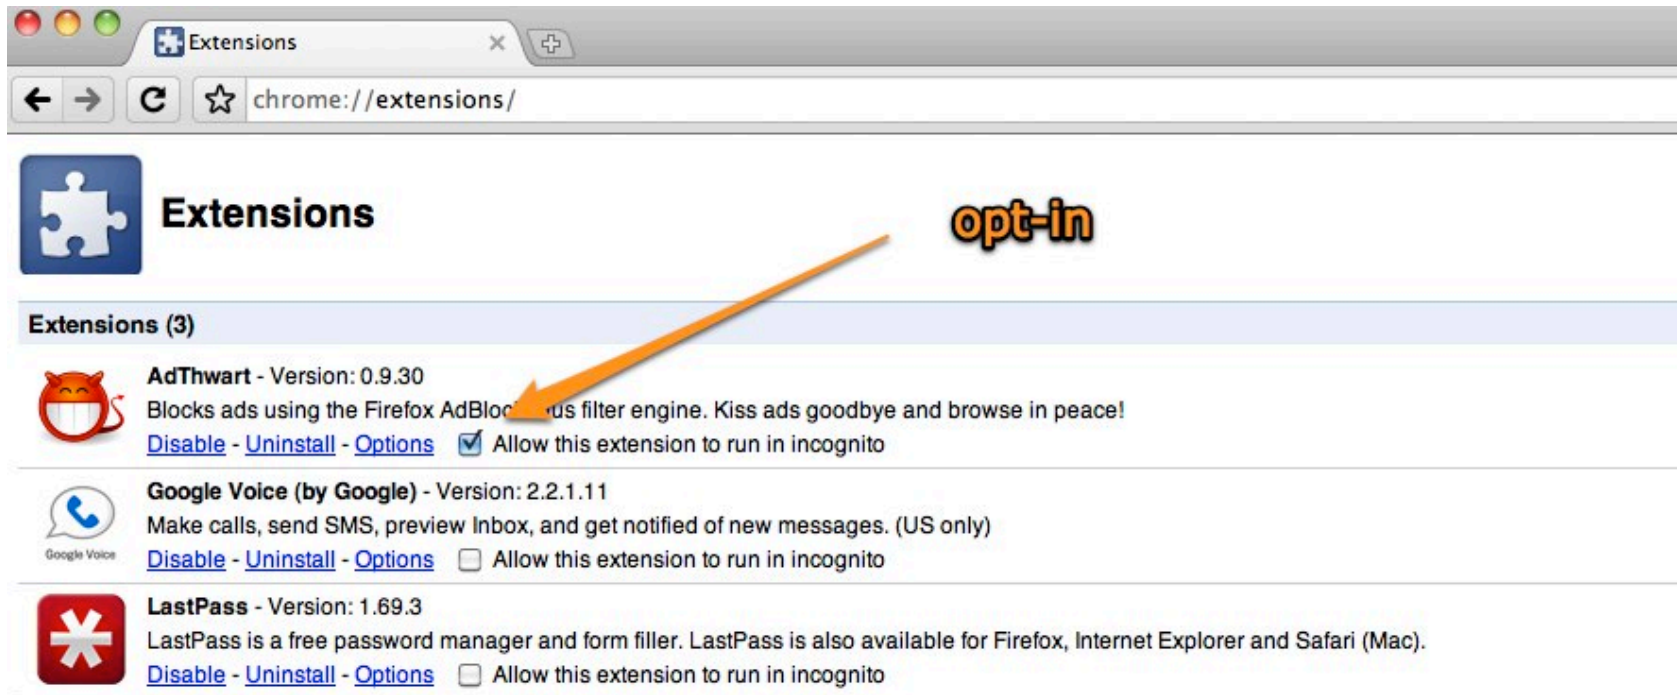 Extensions
chrome://extensions/
Extensions
opt-in
Extensions (3)
AdThwart - Version: 0.9.30
Blocks ads using the Firefox us filter engine. Kiss ads goodbye and browse in peace!
Disable - Uninstall - Options Allow this extension to run in incognito
Google Voice (by Google) - Version: 2.2.1.11
Make calls, send SMS, preview Inbox, and get notified of new messages. (US only)
Google Voice
Disable - Uninstall - Options Allow this extension to run in incognito
LastPass - Version: 1.69.3
LastPass is a free password manager and form filler. LastPass is also available for Firefox, Internet Explorer and Safari (Mac).
Disable - Uninstall - Options Allow this extension to run in incognito